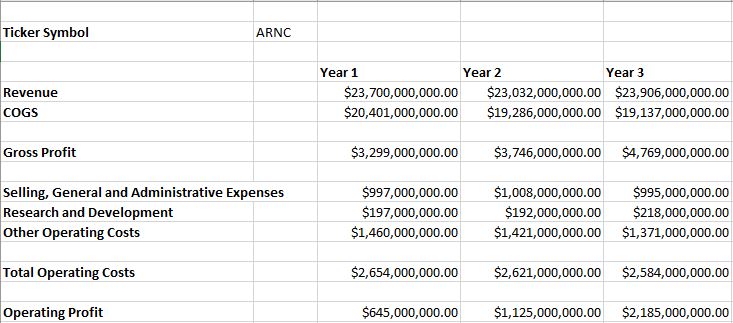 Ticker Symbol ARNC
Year 1 Year 2 Year 3
Revenue $23,700,000,000.00 $23,032,000,000.00 $23,906,000,000.00
COGS $20,401,000,000.00 $19,286,000,000.00 $19,137,000,000.00
Gross Profit $3,299,000,000.00 $3,746,000,000.00 $4,769,000,000.00
Selling, General and Administrative Expenses $997,000,000.00 $1,008,000,000.00 $995,000,000.00
Research and Development $197,000,000.00 $192,000,000.00 $218,000,000.00
Other Operating Costs $1,460,000,000.00 $1,421,000,000.00 $1,371,000,000.00
Total Operating Costs $2,654,000,000.00 $2,621,000,000.00 $2,584,000,000.00
Operating Profit $645,000,000.00 $1,125,000,000.00 $2,185,000,000.00